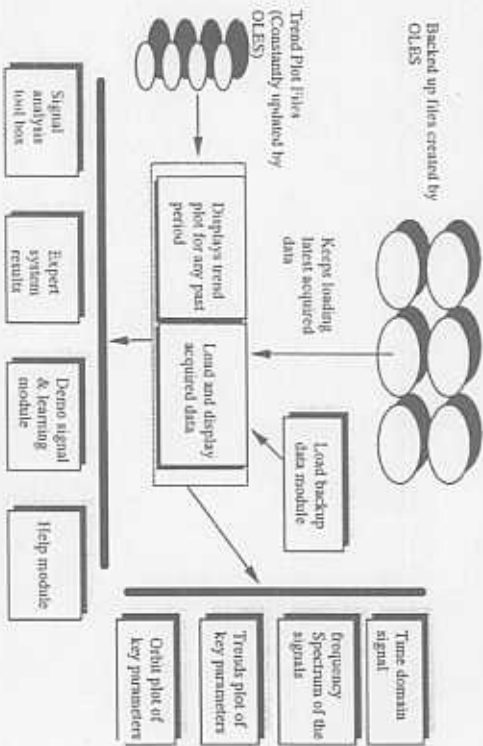 Backed up files created by
OLES
Trend Plot Files
(Constantly updated by
OLES)
Keeps loading
latest acquired
data
Load backup
data module
Displays trend
plot for any past
period
Load and display
acquired data
Time domain
signal
frequency
Spectrum of the
signals
Trends plot of
key parameters
Orbit plot of
key parameters
Signal
analysis
tool box
Expert
system
results
Demo signal
& learning
module
Help module